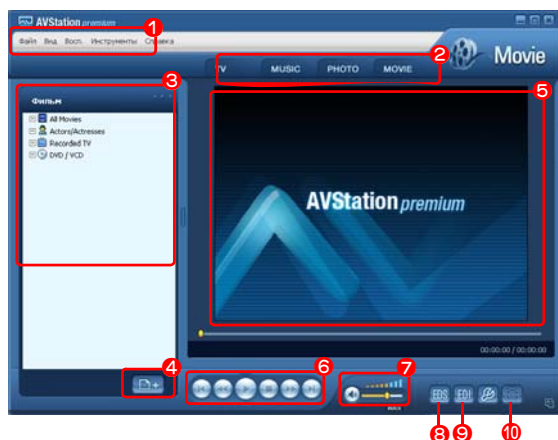 AVStation premium
1
Файл Вид Восп. Инструменты Справка
2
TV MUSIC PHOTO MOVIE
Movie
3
Фильм
All Movies
Actors/Actresses
Recorded TV
DVD / VCD
5
AVStation premium
00:00:00 / 00:00:00
4
6
7
MAX
EDS EDI
8 9 10